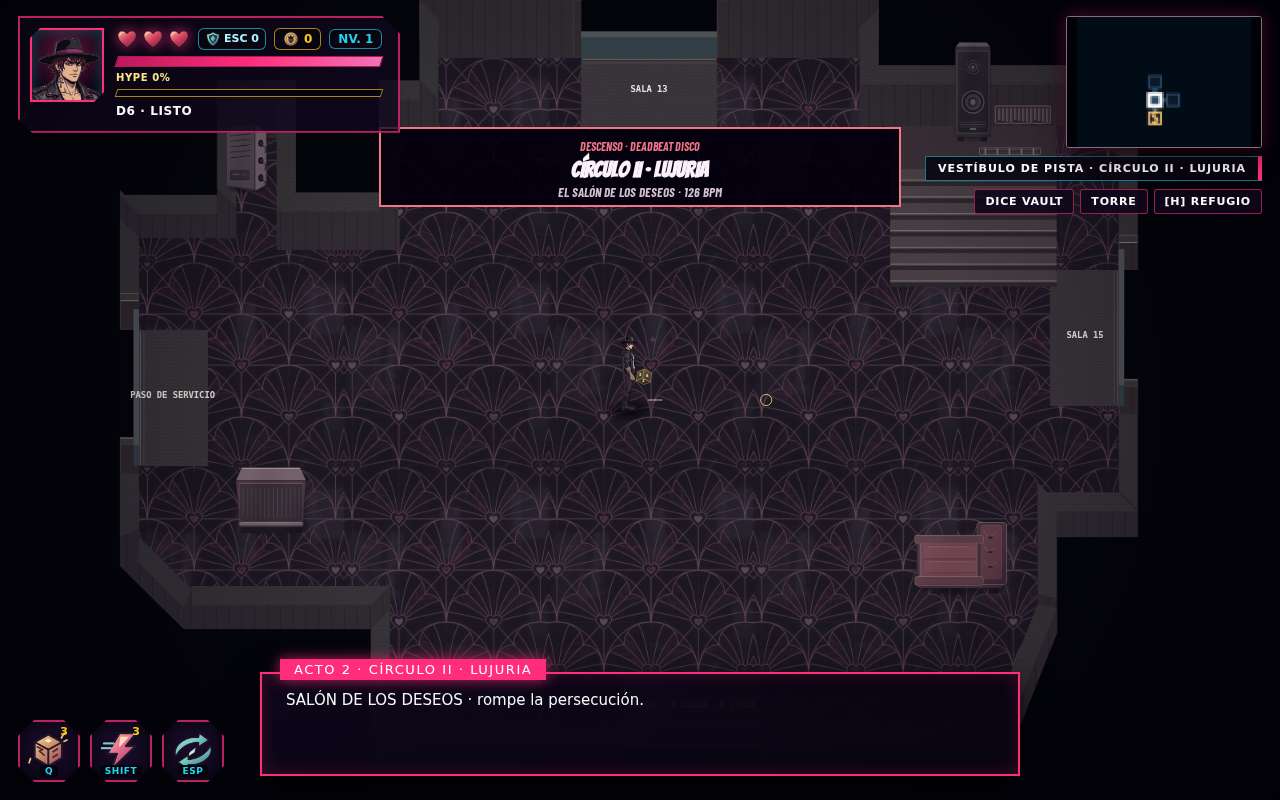 ESC 0
0
NV. 1
HYPE 0%
D6 · LISTO
SALA 13
DESCENSO · DEADBEAT DISCO
CÍRCULO II · LUJURIA
EL SALÓN DE LOS DESEOS · 126 BPM
VESTÍBULO DE PISTA · CÍRCULO II · LUJURIA
DICE VAULT
TORRE
[H] REFUGIO
SALA 15
PASO DE SERVICIO
ACTO 2 · CÍRCULO II · LUJURIA
SALÓN DE LOS DESEOS · rompe la persecución.
3
Q
3
SHIFT
ESP